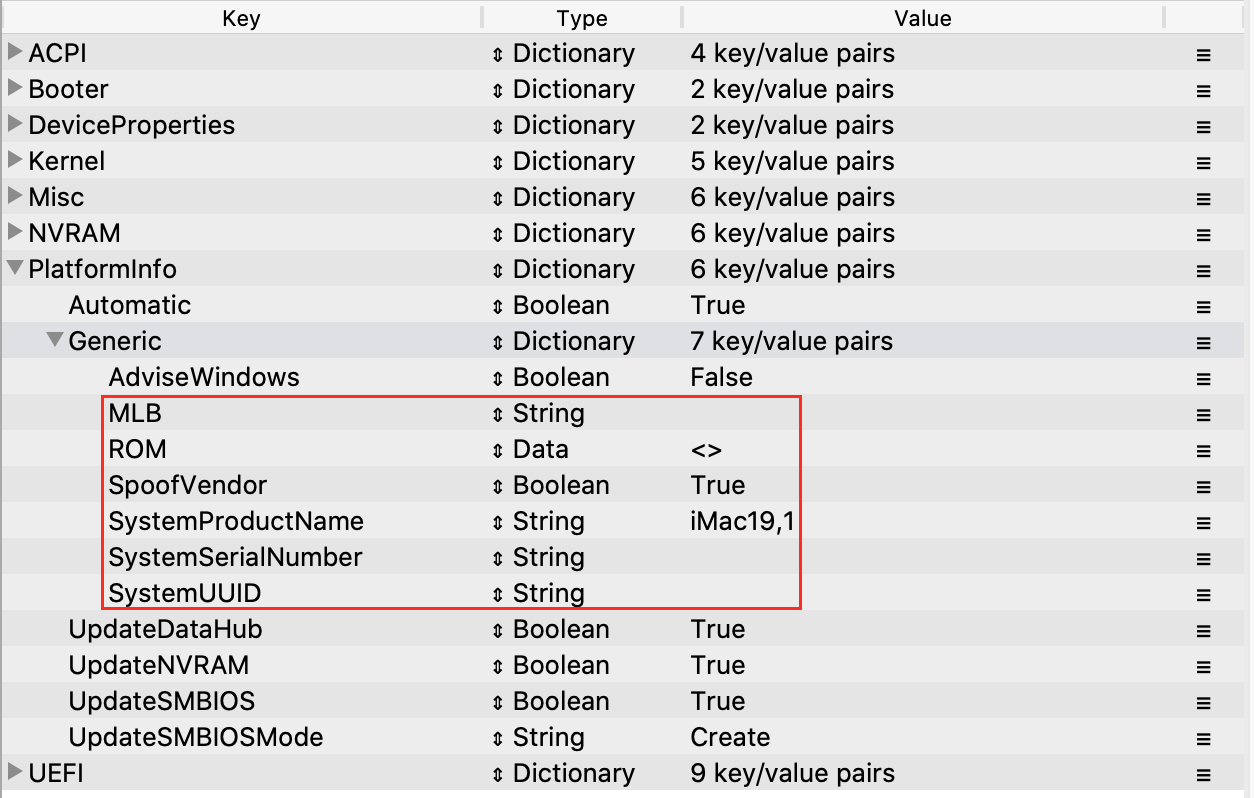 Key Type Value
ACPI Dictionary 4 key/value pairs
Booter Dictionary 2 key/value pairs
DeviceProperties Dictionary 2 key/value pairs
Kernel Dictionary 5 key/value pairs
Misc Dictionary 6 key/value pairs
NVRAM Dictionary 6 key/value pairs
PlatformInfo Dictionary 6 key/value pairs
Automatic Boolean True
Generic Dictionary 7 key/value pairs
AdviseWindows Boolean False
MLB String
ROM Data <>
SpoofVendor Boolean True
SystemProductName String iMac19,1
SystemSerialNumber String
SystemUUID String
UpdateDataHub Boolean True
UpdateNVRAM Boolean True
UpdateSMBIOS Boolean True
UpdateSMBIOSMode String Create
UEFI Dictionary 9 key/value pairs